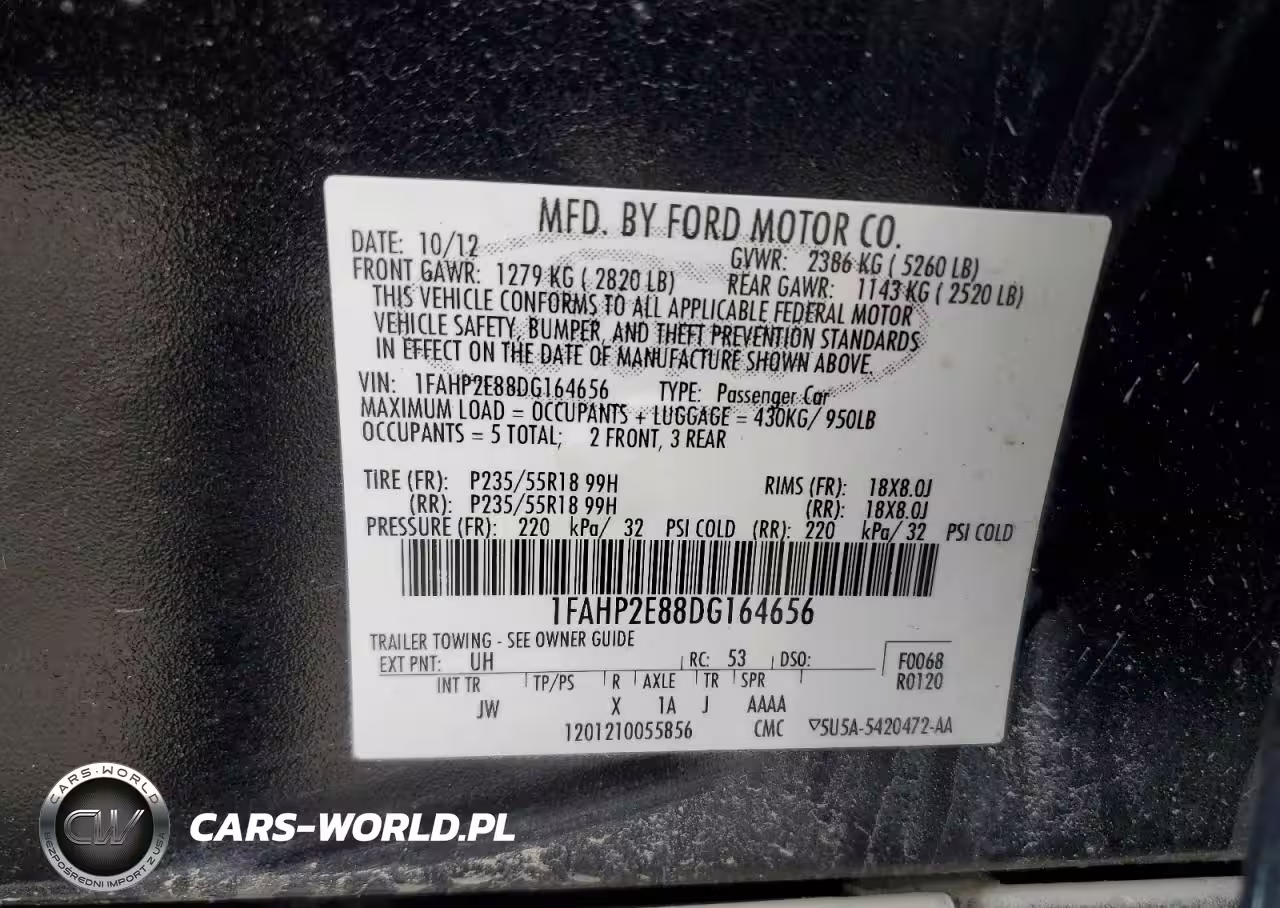 MFD. BY FORD MOTOR CO.
DATE: 10/12 GVWR: 2386 KG ( 5260 LB)
FRONT GAWR: 1279 KG ( 2820 LB) REAR GAWR: 1143 KG ( 2520 LB)
THIS VEHICLE CONFORMS TO ALL APPLICABLE FEDERAL MOTOR
VEHICLE SAFETY, BUMPER, AND THEFT PREVENTION STANDARDS
IN EFFECT ON THE DATE OF MANUFACTURE SHOWN ABOVE.
VIN: 1FAHP2E88DG164656 TYPE: Passenger Car
MAXIMUM LOAD = OCCUPANTS + LUGGAGE = 430KG/ 950LB
OCCUPANTS = 5 TOTAL; 2 FRONT, 3 REAR
TIRE (FR): P235/55R18 99H RIMS (FR): 18X8.0J
(RR): P235/55R18 99H (RR): 18X8.0J
PRESSURE (FR): 220 kPa/ 32 PSI COLD (RR): 220 kPa/ 32 PSI COLD
1FAHP2E88DG164656
TRAILER TOWING - SEE OWNER GUIDE
EXT PNT: UH RC: 53 DSO: F0068
INT TR TP/PS R AXLE TR SPR R0120
JW X 1A J AAAA
1201210055856 CMC ▽5U5A-5420472-AA
CARS-WORLD
CW
BEZPOŚREDNI IMPORT Z USA
CARS-WORLD.PL